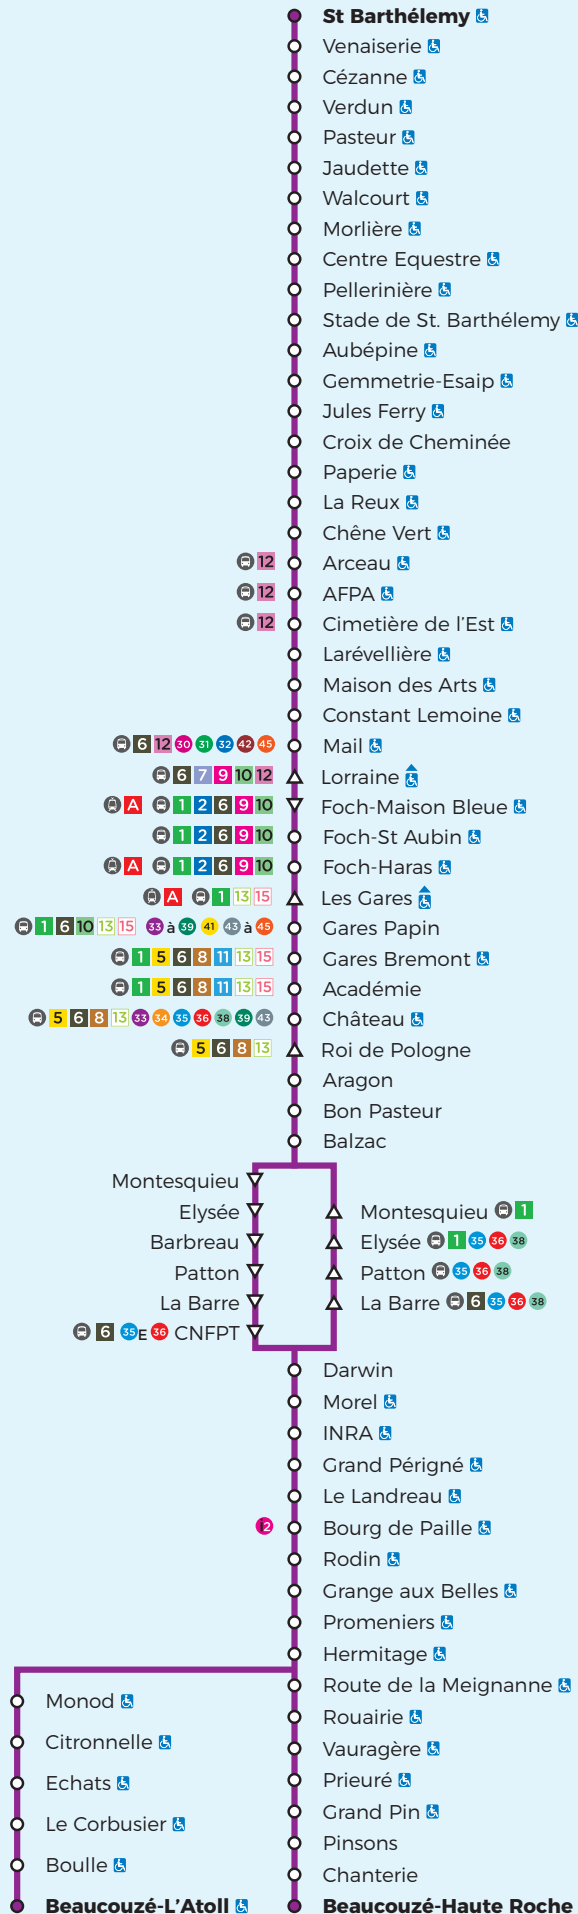 St Barthélemy
Venaiserie
Cézanne
Verdun
Pasteur
Jaudette
Walcourt
Morlière
Centre Equestre
Pellerinière
Stade de St. Barthélemy
Aubépine
Gemmetrie-Esaip
Jules Ferry
Croix de Cheminée
Paperie
La Reux
Chêne Vert
12 Arceau
12 AFPA
12 Cimetière de l'Est
Larévellière
Maison des Arts
Constant Lemoine
6 12 30 31 32 42 45 Mail
6 7 9 10 12 Lorraine
A 1 2 6 9 10 Foch-Maison Bleue
1 2 6 9 10 Foch-St Aubin
A 1 2 6 9 10 Foch-Haras
A 1 13 15 Les Gares
1 6 10 13 15 33 à 39 41 43 à 45 Gares Papin
1 5 6 8 11 13 15 Gares Bremont
1 5 6 8 11 13 15 Académie
5 6 8 13 33 34 35 36 38 39 43 Château
5 6 8 13 Roi de Pologne
Aragon
Bon Pasteur
Balzac
Montesquieu
Elysée
Barbreau
Patton
La Barre
6 35E 36 CNFPT
Montesquieu 1
Elysée 1 35 36 38
Patton 35 36 38
La Barre 6 35 36 38
Darwin
Morel
INRA
Grand Périgné
Le Landreau
Bourg de Paille
Rodin
Grange aux Belles
Promeniers
Hermitage
Monod
Citronnelle
Echats
Le Corbusier
Boulle
Beaucouzé-L'Atoll
Route de la Meignanne
Rouairie
Vauragère
Prieuré
Grand Pin
Pinsons
Chanterie
Beaucouzé-Haute Roche